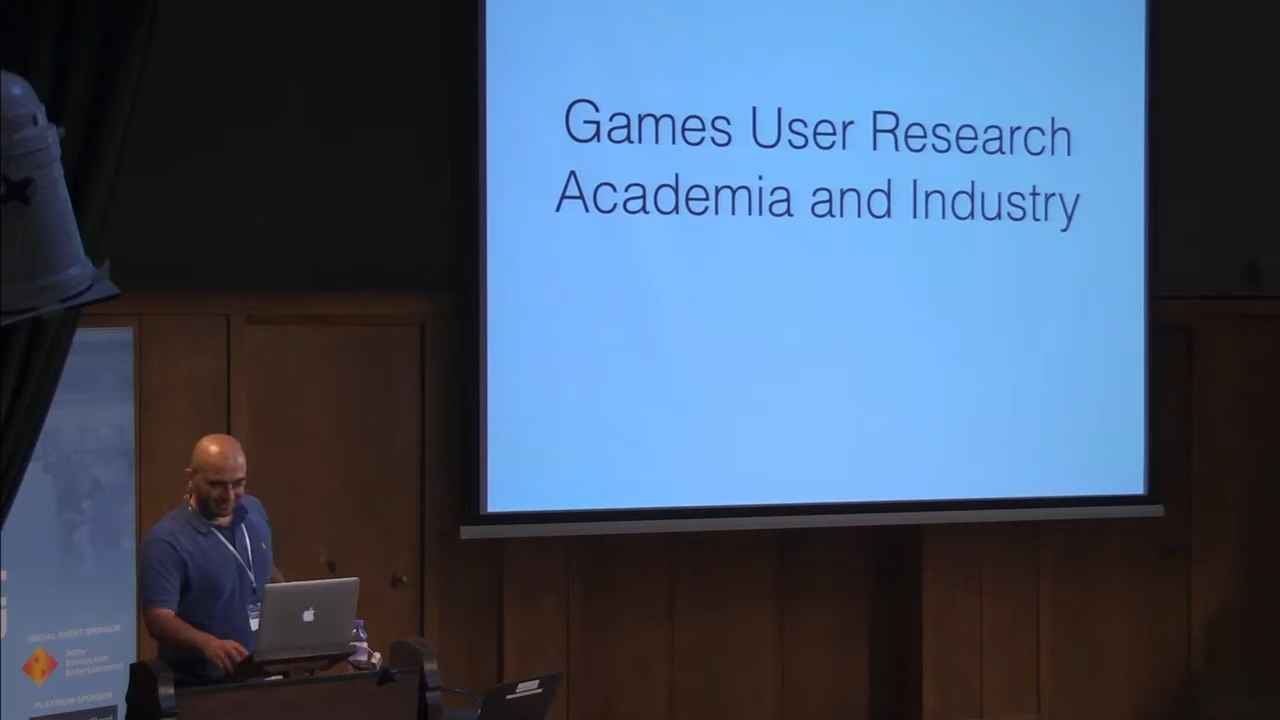 Games User Research
Academia and Industry
SOCIAL EVENT SPONSOR
Sony
Interactive
Entertainment
PLATINUM SPONSOR